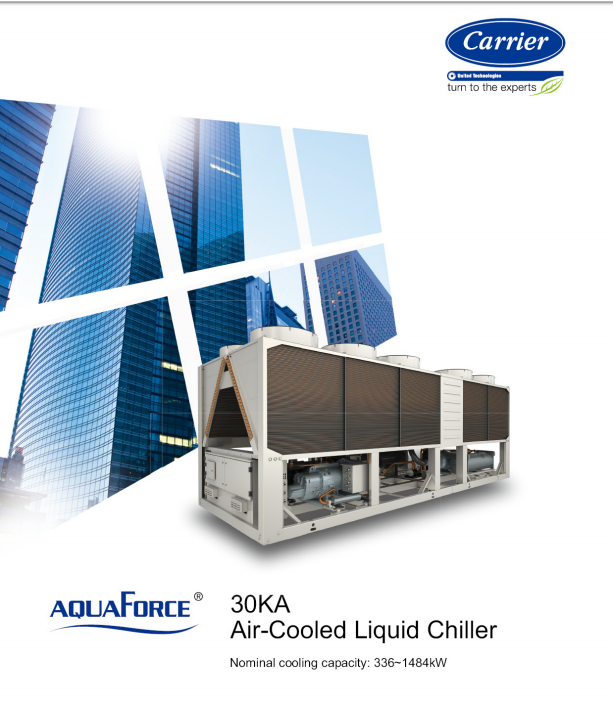 Carrier
United Technologies
turn to the experts
AQUAFORCE®
30KA
Air-Cooled Liquid Chiller
Nominal cooling capacity: 336~1484kW